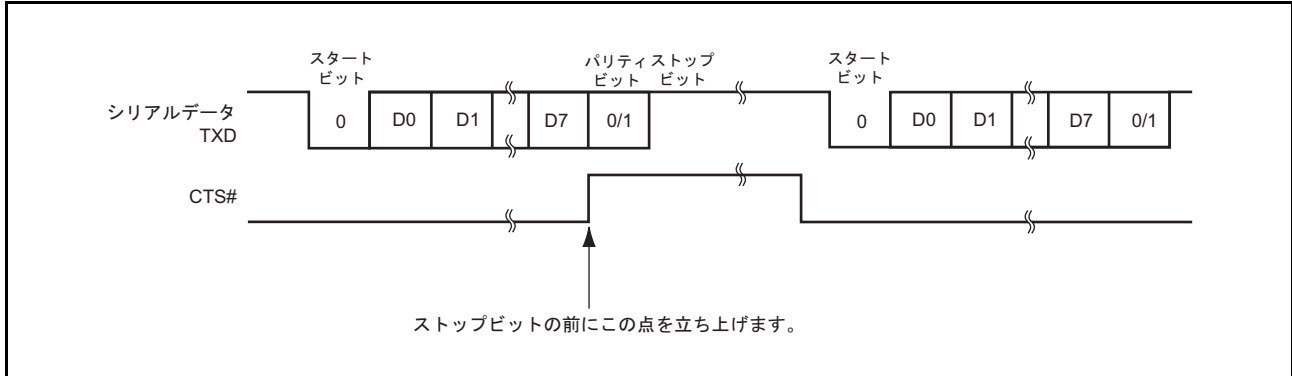 スタート
ビット
パリティ ストップ
ビット ビット
スタート
ビット
シリアルデータ
TXD
0 D0 D1 D7 0/1 0 D0 D1 D7 0/1
CTS#
ストップビットの前にこの点を立ち上げます。